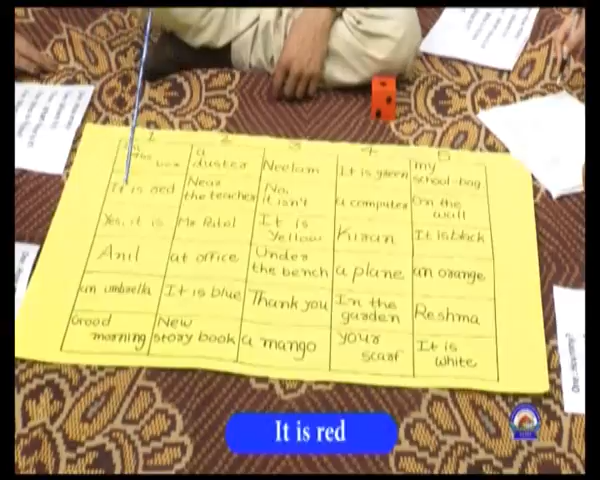 1 2 3 4 5
a duster
Neelam
It is green
my school-bag
It is red
Near the teacher
No, it isn't
a computer
On the wall
Yes, it is
Mr Patel
It is Yellow
Kiran
It is black
Anil
at office
Under the bench
a plane
an orange
an umbrella
It is blue
Thank you
In the garden
Reshma
Good morning
New story book
a mango
your scarf
It is white
It is red